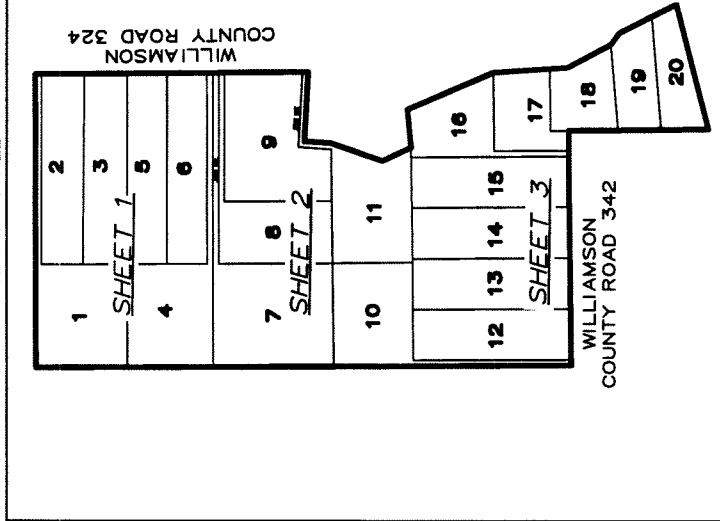 WILLIAMSON
COUNTY ROAD 324
2
3
5
6
1
SHEET 1
4
9
8
SHEET 2
7
11
10
16
17
18
19
20
15
14
SHEET 3
13
12
WILLIAMSON
COUNTY ROAD 342